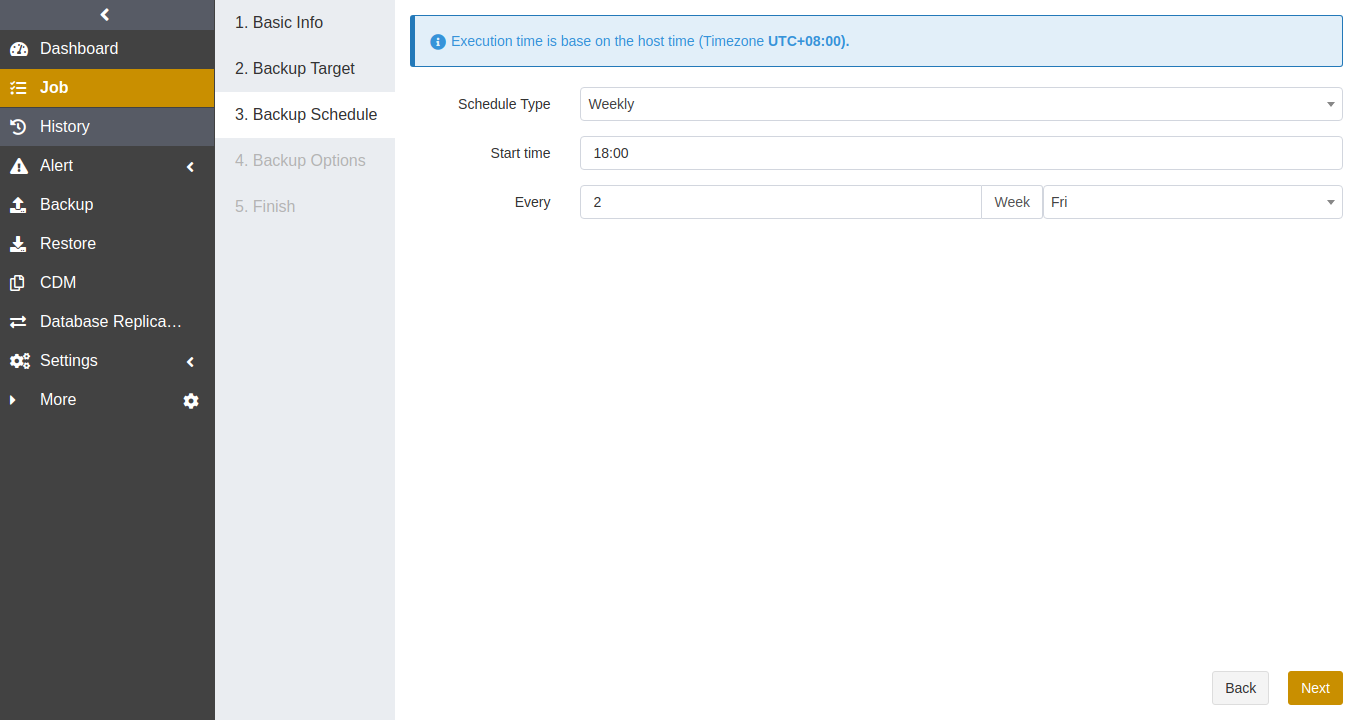 Dashboard
Job
History
Alert
Backup
Restore
CDM
Database Replica…
Settings
More
1. Basic Info
2. Backup Target
3. Backup Schedule
4. Backup Options
5. Finish
Execution time is base on the host time (Timezone UTC+08:00).
Schedule Type Weekly
Start time 18:00
Every 2 Week Fri
Back Next